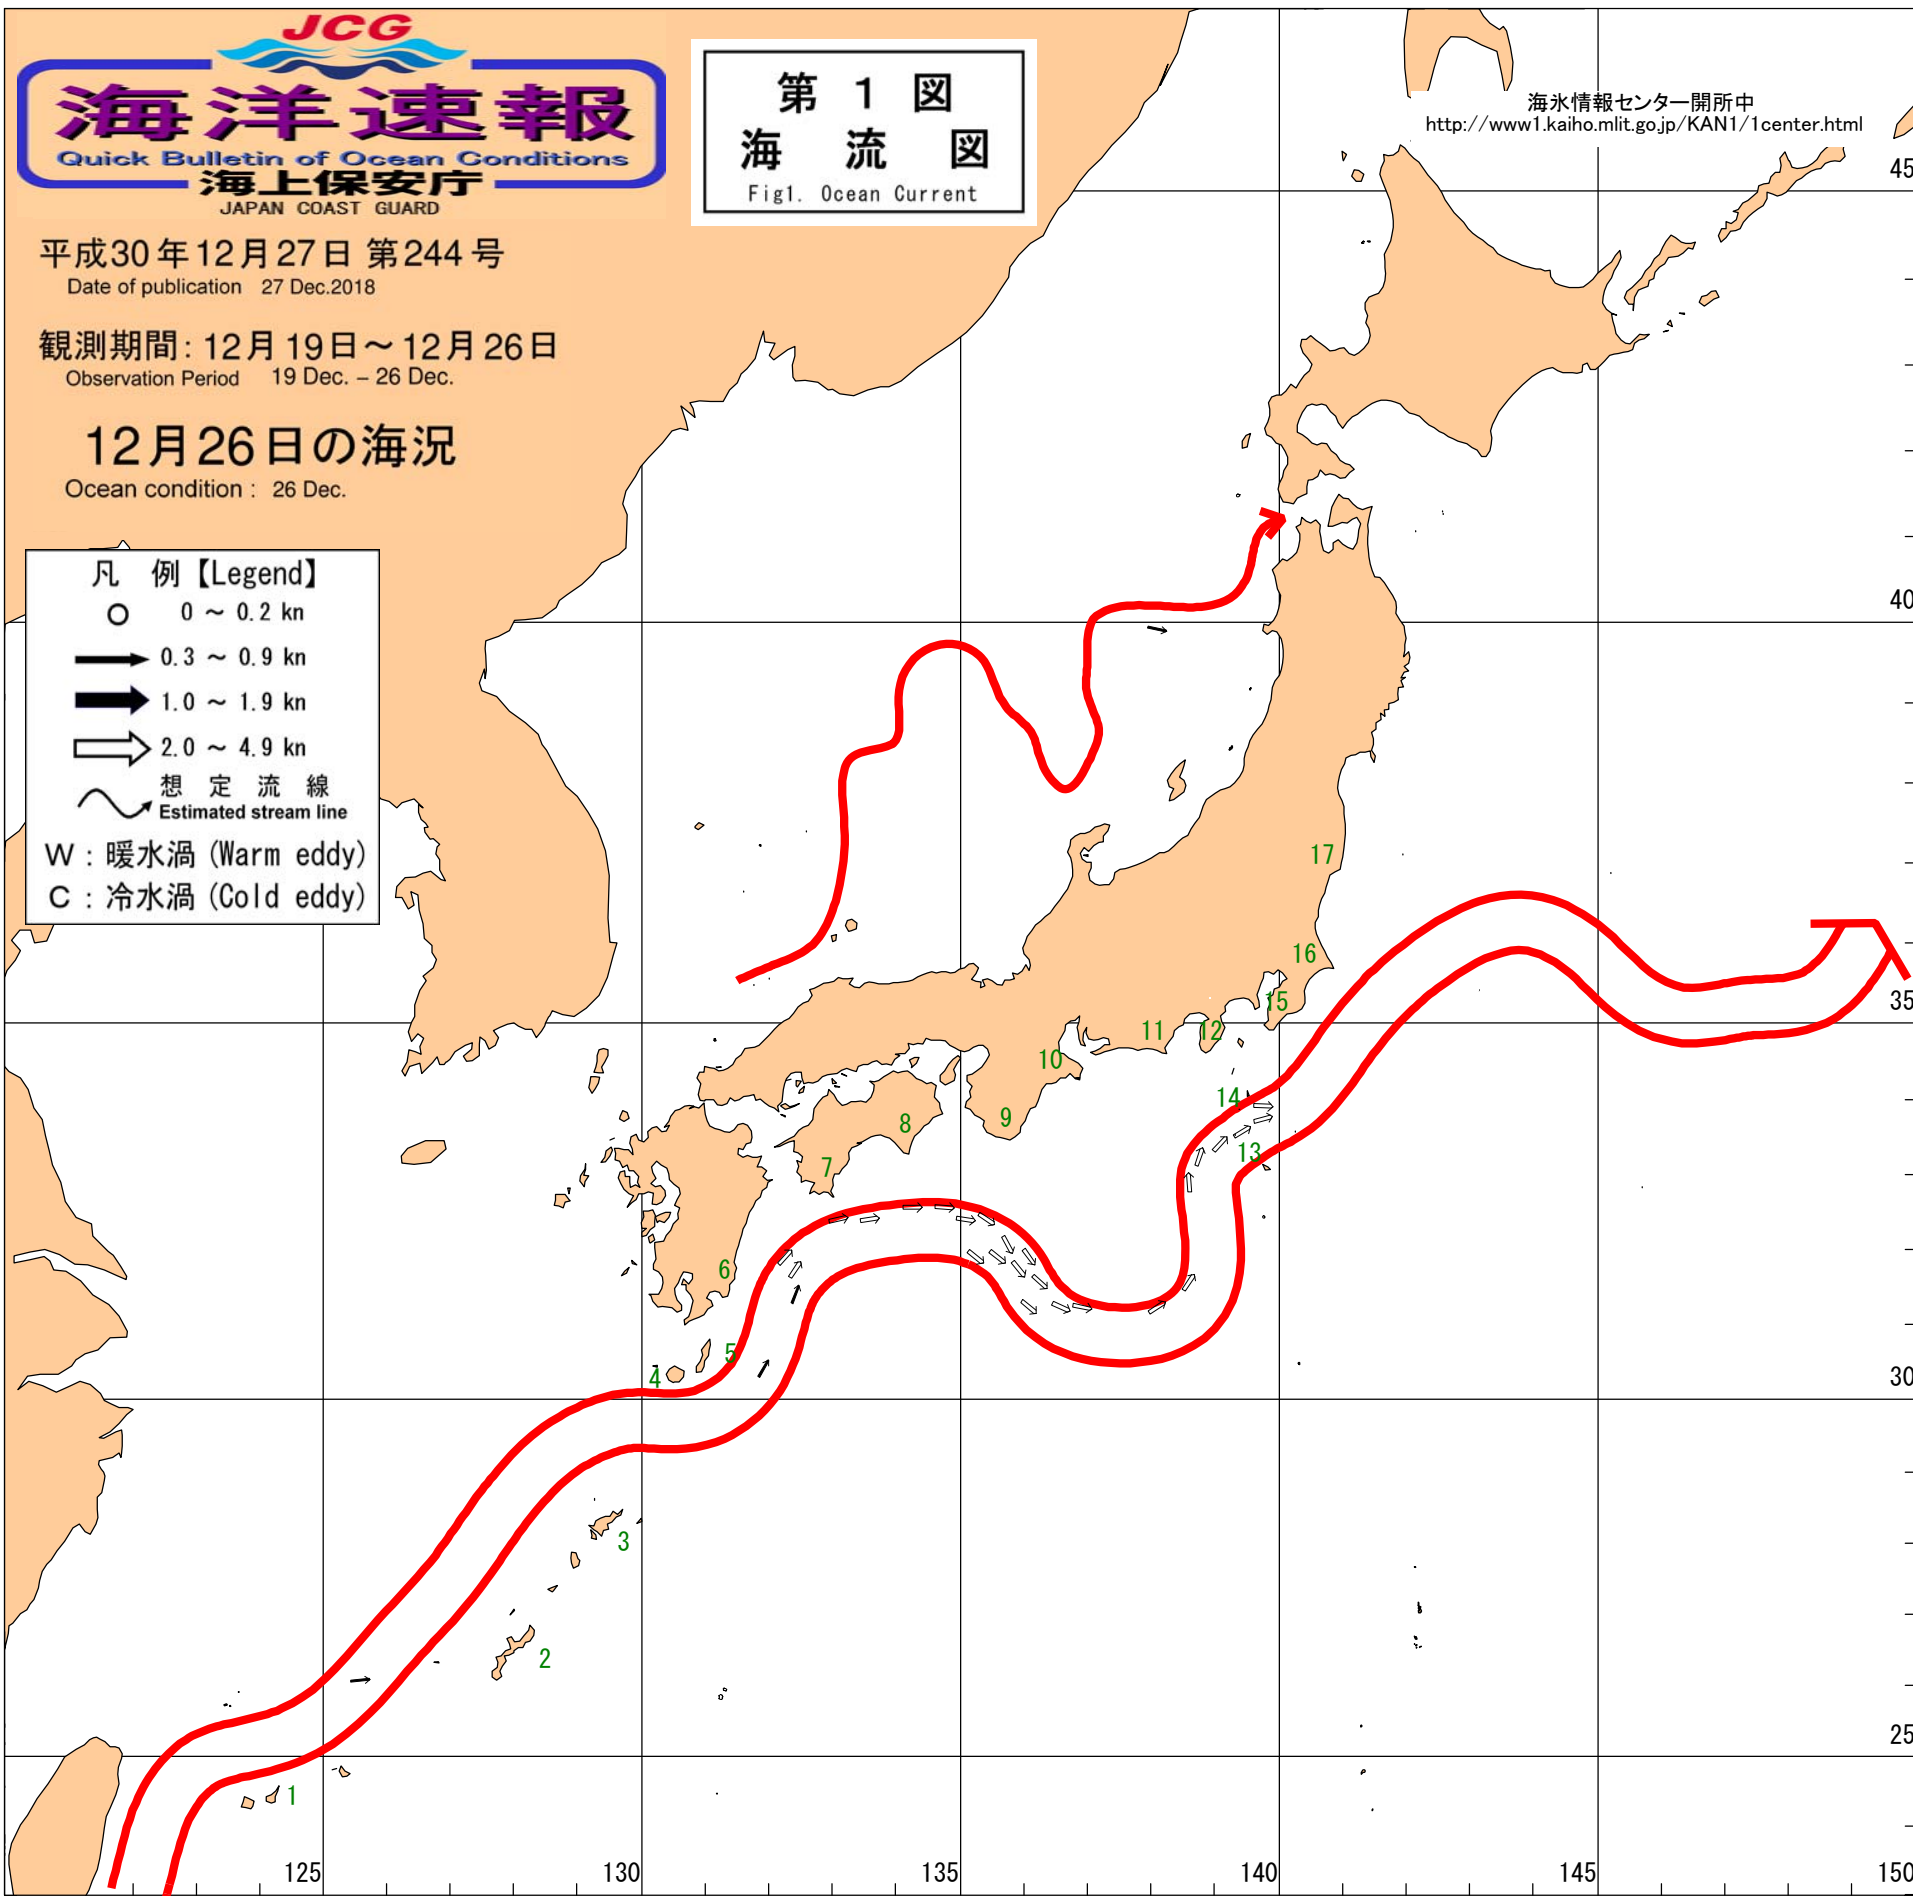 JCG
海洋速報
Quick Bulletin of Ocean Conditions
海上保安庁
JAPAN COAST GUARD
第 1 図
海 流 図
Fig1. Ocean Current
海氷情報センター開所中
http://www1.kaiho.mlit.go.jp/KAN1/1center.html
平成30年12月27日 第244号
Date of publication 27 Dec.2018
観測期間: 12月19日～12月26日
Observation Period 19 Dec. – 26 Dec.
12月26日の海況
Ocean condition : 26 Dec.
凡 例【Legend】
0 ～ 0.2 kn
0.3 ～ 0.9 kn
1.0 ～ 1.9 kn
2.0 ～ 4.9 kn
想 定 流 線
Estimated stream line
W : 暖水渦 (Warm eddy)
C : 冷水渦 (Cold eddy)
45
40
17
16
35
15
11
12
10
14
9
8
13
7
6
5
4
30
3
2
25
1
125
130
135
140
145
150